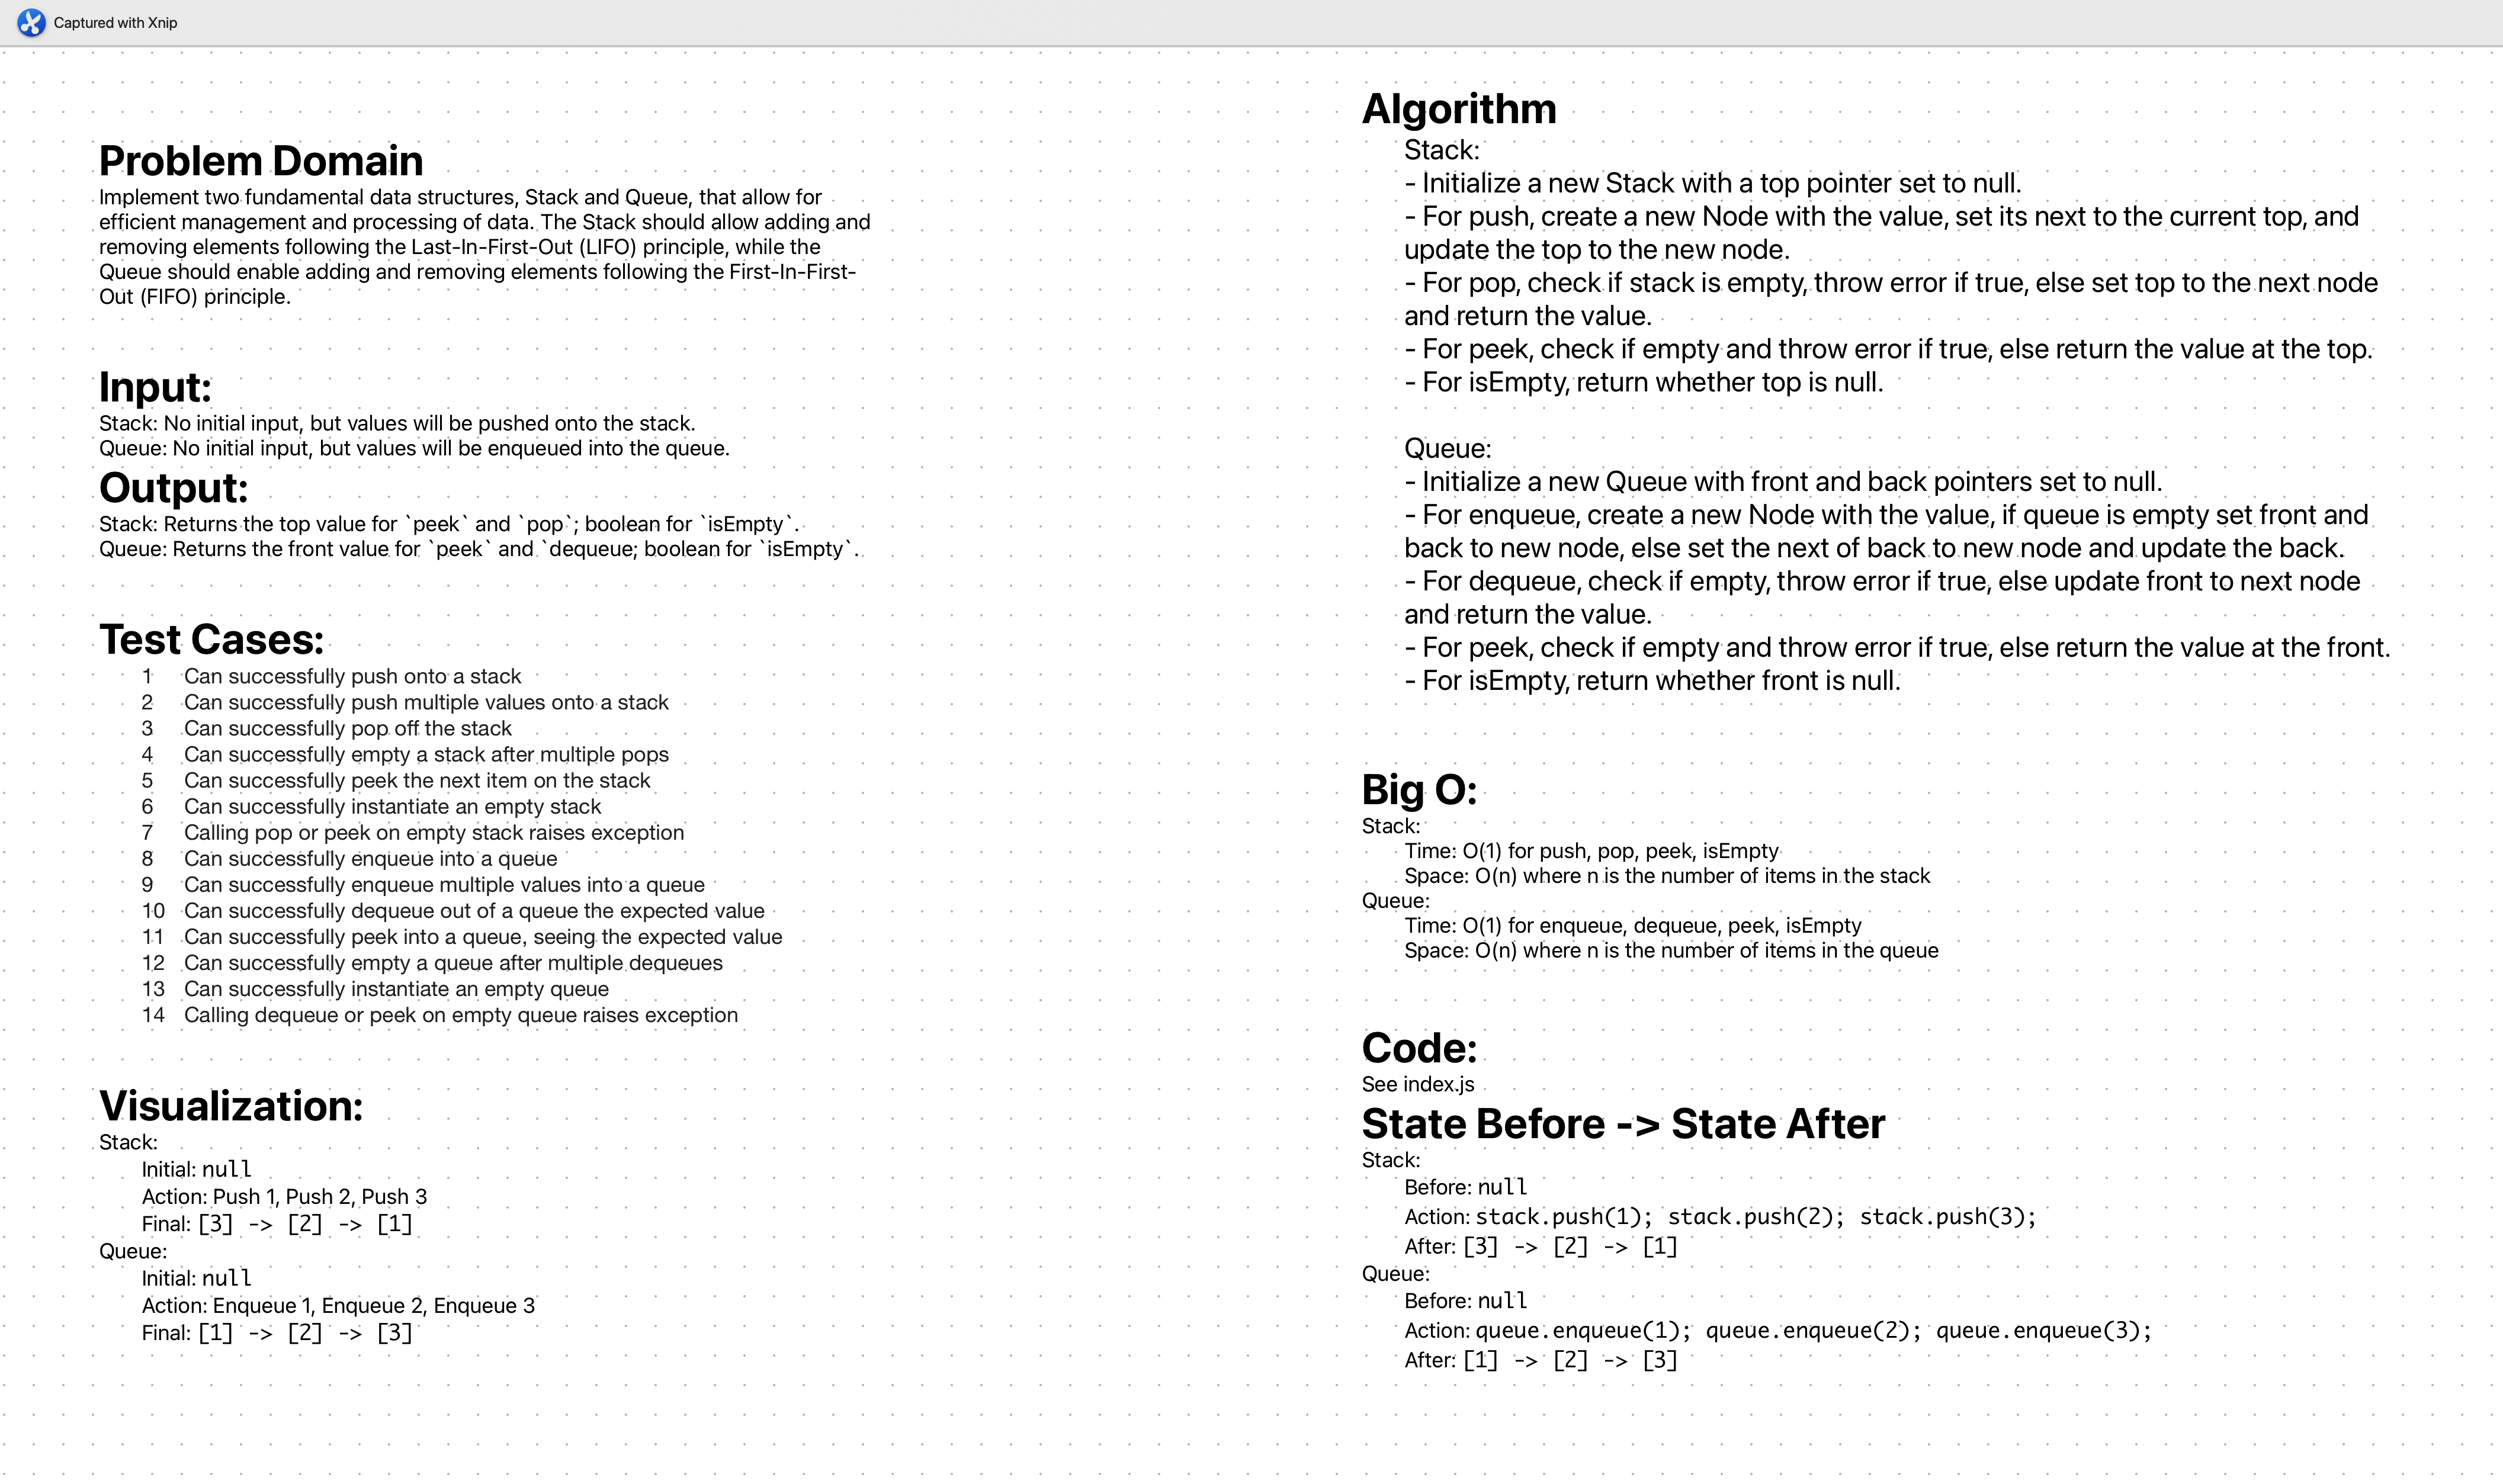 Captured with Xnip
Problem Domain
Implement two fundamental data structures, Stack and Queue, that allow for
efficient management and processing of data. The Stack should allow adding and
removing elements following the Last-In-First-Out (LIFO) principle, while the
Queue should enable adding and removing elements following the First-In-First-
Out (FIFO) principle.
Input:
Stack: No initial input, but values will be pushed onto the stack.
Queue: No initial input, but values will be enqueued into the queue.
Output:
Stack: Returns the top value for `peek` and `pop`; boolean for `isEmpty`.
Queue: Returns the front value for `peek` and `dequeue; boolean for `isEmpty`.
Test Cases:
1 Can successfully push onto a stack
2 Can successfully push multiple values onto a stack
3 Can successfully pop off the stack
4 Can successfully empty a stack after multiple pops
5 Can successfully peek the next item on the stack
6 Can successfully instantiate an empty stack
7 Calling pop or peek on empty stack raises exception
8 Can successfully enqueue into a queue
9 Can successfully enqueue multiple values into a queue
10 Can successfully dequeue out of a queue the expected value
11 Can successfully peek into a queue, seeing the expected value
12 Can successfully empty a queue after multiple dequeues
13 Can successfully instantiate an empty queue
14 Calling dequeue or peek on empty queue raises exception
Visualization:
Stack:
Initial: null
Action: Push 1, Push 2, Push 3
Final: [3] -> [2] -> [1]
Queue:
Initial: null
Action: Enqueue 1, Enqueue 2, Enqueue 3
Final: [1] -> [2] -> [3]
Algorithm
Stack:
- Initialize a new Stack with a top pointer set to null.
- For push, create a new Node with the value, set its next to the current top, and
update the top to the new node.
- For pop, check if stack is empty, throw error if true, else set top to the next node
and return the value.
- For peek, check if empty and throw error if true, else return the value at the top.
- For isEmpty, return whether top is null.
Queue:
- Initialize a new Queue with front and back pointers set to null.
- For enqueue, create a new Node with the value, if queue is empty set front and
back to new node, else set the next of back to new node and update the back.
- For dequeue, check if empty, throw error if true, else update front to next node
and return the value.
- For peek, check if empty and throw error if true, else return the value at the front.
- For isEmpty, return whether front is null.
Big O:
Stack:
Time: O(1) for push, pop, peek, isEmpty
Space: O(n) where n is the number of items in the stack
Queue:
Time: O(1) for enqueue, dequeue, peek, isEmpty
Space: O(n) where n is the number of items in the queue
Code:
See index.js
State Before -> State After
Stack:
Before: null
Action: stack.push(1); stack.push(2); stack.push(3);
After: [3] -> [2] -> [1]
Queue:
Before: null
Action: queue.enqueue(1); queue.enqueue(2); queue.enqueue(3);
After: [1] -> [2] -> [3]